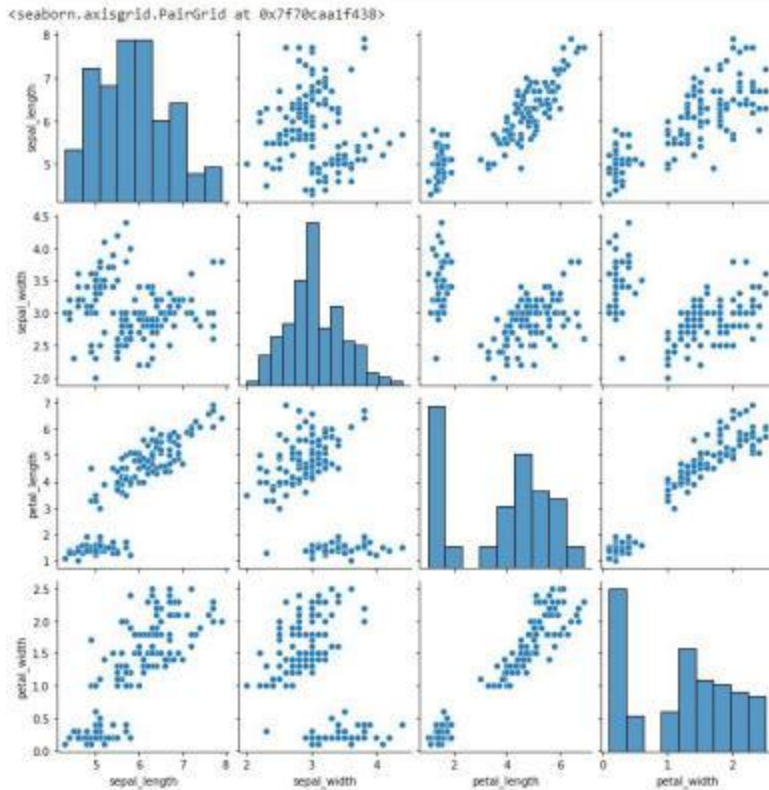 <seaborn.axisgrid.PairGrid at 0x7f70caa1f438>
8
7
6
5
sepal_length
4.5
4.0
3.5
3.0
2.5
2.0
sepal_width
7
6
5
4
3
2
1
petal_length
2.5
2.0
1.5
1.0
0.5
0.0
petal_width
5 6 7 8
sepal_length
2 3 4
sepal_width
2 4 6
petal_length
0 1 2
petal_width